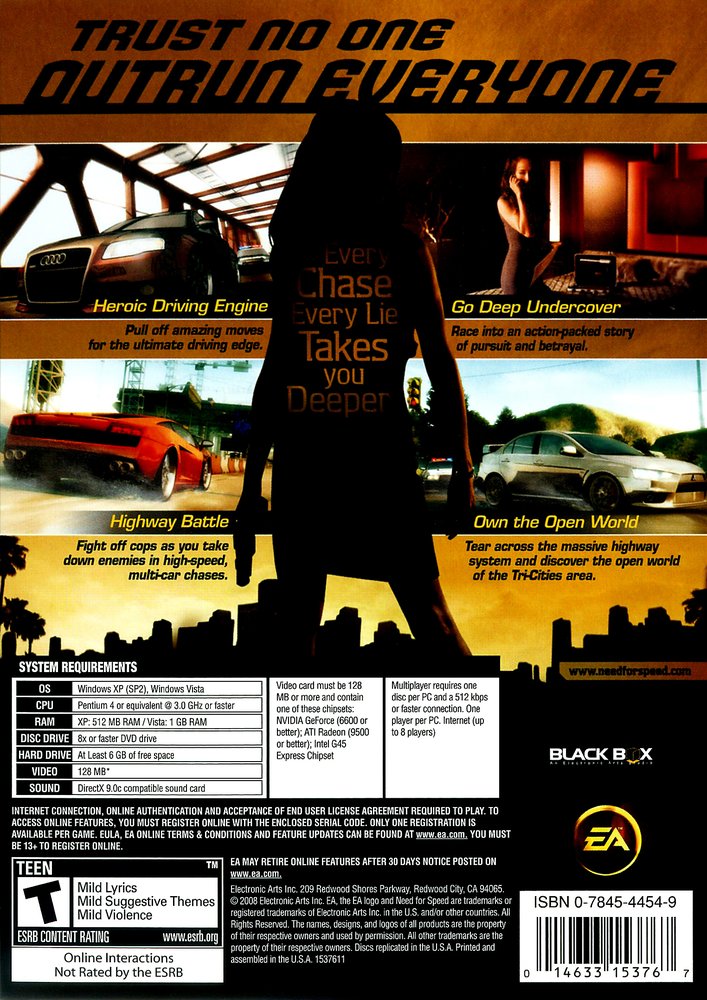 TRUST NO ONE
OUTRUN EVERYONE
Every
Chase
Every Lie
Takes
you
Deeper
Heroic Driving Engine
Pull off amazing moves
for the ultimate driving edge.
Go Deep Undercover
Race into an action-packed story
of pursuit and betrayal.
Highway Battle
Fight off cops as you take
down enemies in high-speed,
multi-car chases.
Own the Open World
Tear across the massive highway
system and discover the open world
of the Tri-Cities area.
www.needforspeed.com
SYSTEM REQUIREMENTS
OS Windows XP (SP2), Windows Vista
CPU Pentium 4 or equivalent @ 3.0 GHz or faster
RAM XP: 512 MB RAM / Vista: 1 GB RAM
DISC DRIVE 8x or faster DVD drive
HARD DRIVE At Least 6 GB of free space
VIDEO 128 MB*
SOUND DirectX 9.0c compatible sound card
Video card must be 128
MB or more and contain
one of these chipsets:
NVIDIA GeForce (6600 or
better); ATI Radeon (9500
or better); Intel G45
Express Chipset
Multiplayer requires one
disc per PC and a 512 kbps
or faster connection. One
player per PC. Internet (up
to 8 players)
BLACK BOX
An Electronic Arts Studio
INTERNET CONNECTION, ONLINE AUTHENTICATION AND ACCEPTANCE OF END USER LICENSE AGREEMENT REQUIRED TO PLAY. TO
ACCESS ONLINE FEATURES, YOU MUST REGISTER ONLINE WITH THE ENCLOSED SERIAL CODE. ONLY ONE REGISTRATION IS
AVAILABLE PER GAME. EULA, EA ONLINE TERMS & CONDITIONS AND FEATURE UPDATES CAN BE FOUND AT www.ea.com. YOU MUST
BE 13+ TO REGISTER ONLINE.
EA
TEEN TM
T
Mild Lyrics
Mild Suggestive Themes
Mild Violence
ESRB CONTENT RATING www.esrb.org
Online Interactions
Not Rated by the ESRB
EA MAY RETIRE ONLINE FEATURES AFTER 30 DAYS NOTICE POSTED ON
www.ea.com.
Electronic Arts Inc. 209 Redwood Shores Parkway, Redwood City, CA 94065.
© 2008 Electronic Arts Inc. EA, the EA logo and Need for Speed are trademarks or
registered trademarks of Electronic Arts Inc. in the U.S. and/or other countries. All
Rights Reserved. The names, designs, and logos of all products are the property
of their respective owners and used by permission. All other trademarks are the
property of their respective owners. Discs replicated in the U.S.A. Printed and
assembled in the U.S.A. 1537611
ISBN 0-7845-4454-9
0 14633 15376 7